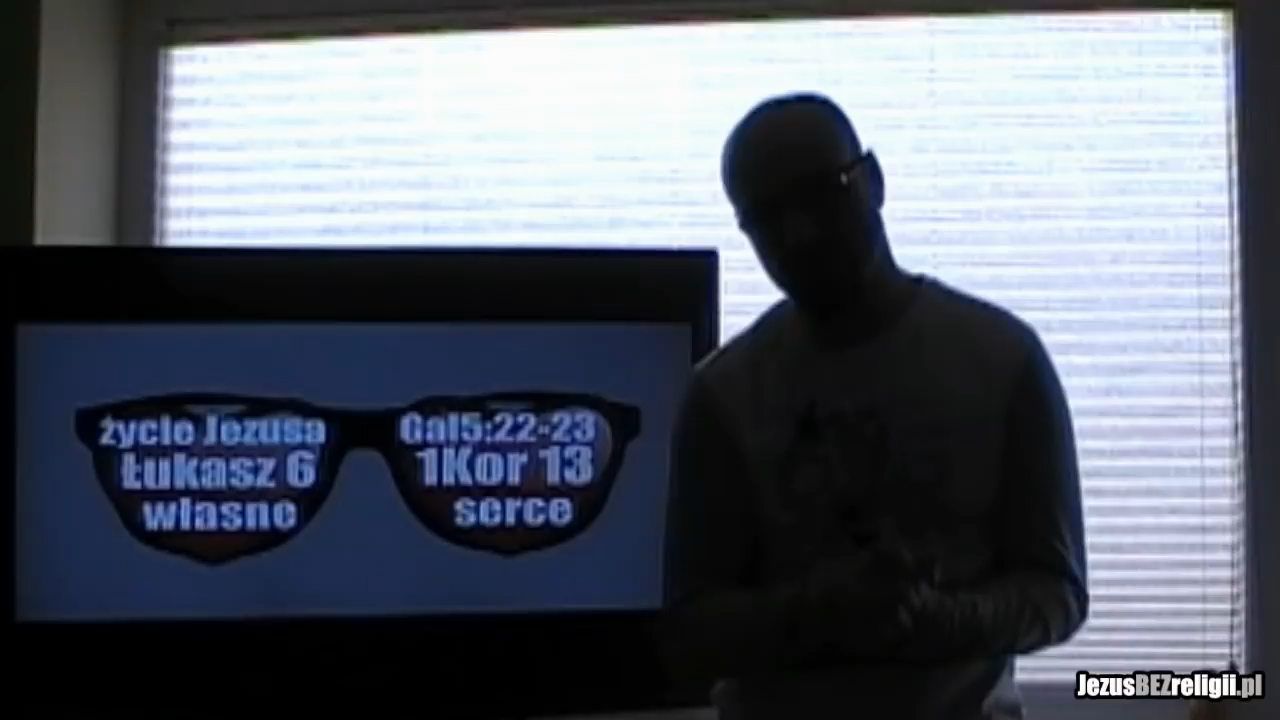 życie Jezusa
Łukasz 6
własne
Gal5:22-23
1Kor 13
serce
JezusBEZreligii.pl